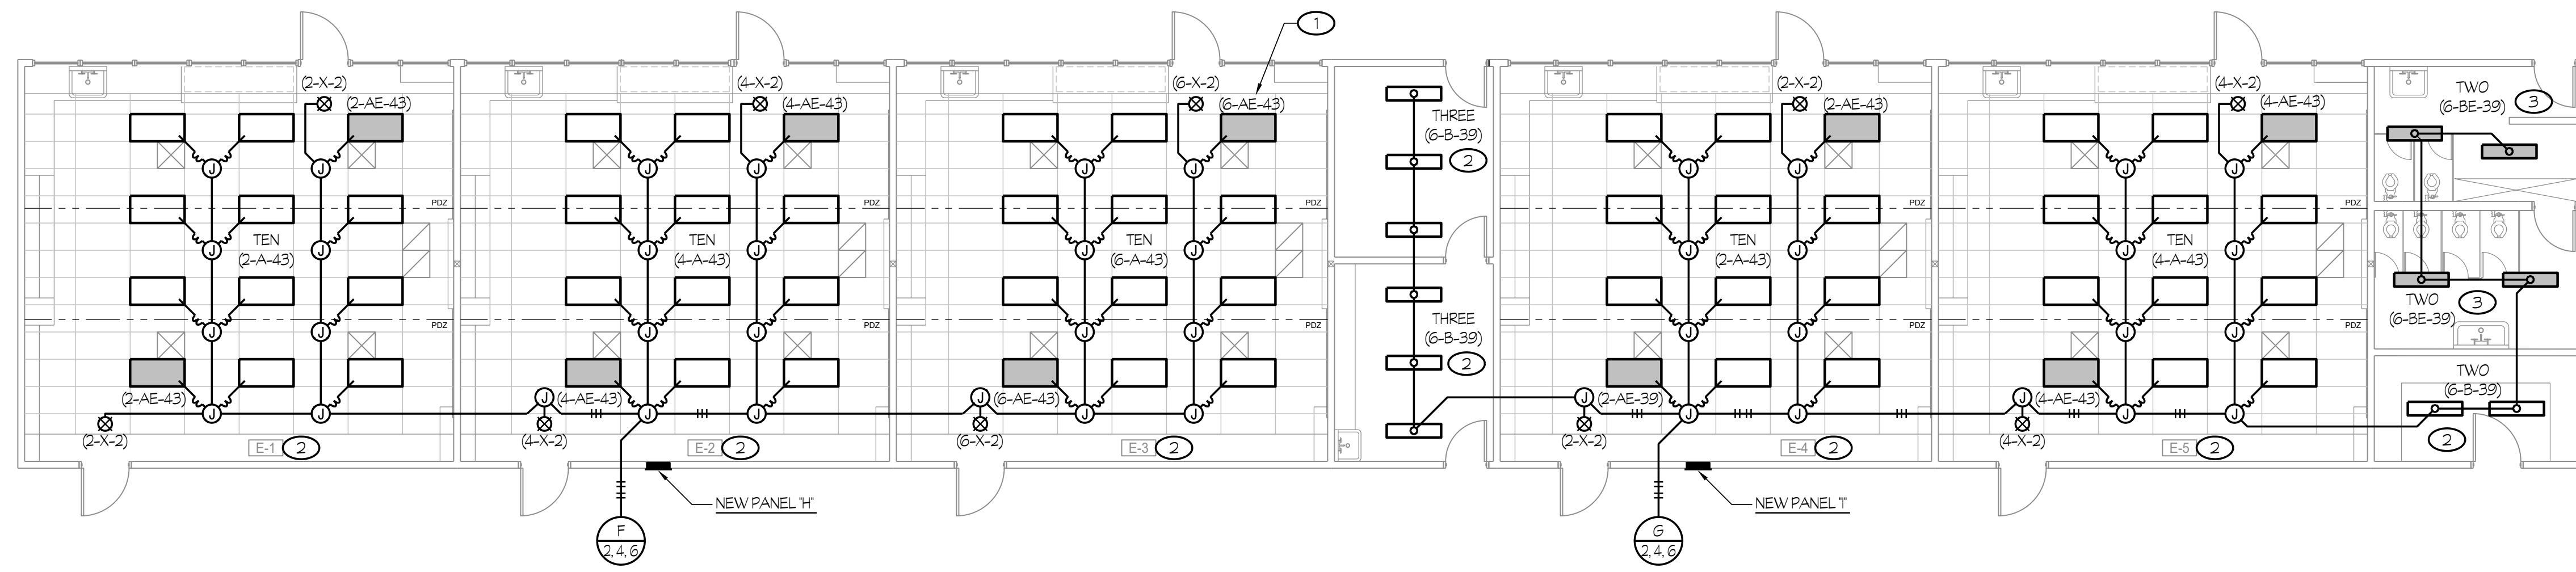 1
(2-X-2)
(2-AE-43)
J
J
PDZ
J
TEN
(2-A-43)
J
J
J
PDZ
(2-AE-43)
J
J
(2-X-2)
E-1
2
(4-X-2)
(4-AE-43)
J
J
PDZ
J
TEN
(4-A-43)
J
J
J
PDZ
J
(4-AE-43)
J
J
(4-X-2)
E-2
2
NEW PANEL "H"
F
2, 4, 6
(6-X-2)
(6-AE-43)
J
J
PDZ
J
TEN
(6-A-43)
J
J
J
PDZ
J
(6-AE-43)
J
J
(6-X-2)
E-3
2
THREE
(6-B-39)
2
THREE
(6-B-39)
2
(2-X-2)
(2-AE-43)
J
J
PDZ
J
TEN
(2-A-43)
J
J
J
PDZ
J
(2-AE-39)
J
J
(2-X-2)
E-4
2
NEW PANEL "I"
G
2, 4, 6
(4-X-2)
(4-AE-43)
J
J
PDZ
J
TEN
(4-A-43)
J
J
J
PDZ
J
(4-AE-43)
J
J
(4-X-2)
E-5
2
TWO
(6-BE-39)
3
TWO
(6-BE-39)
3
TWO
(6-B-39)
2